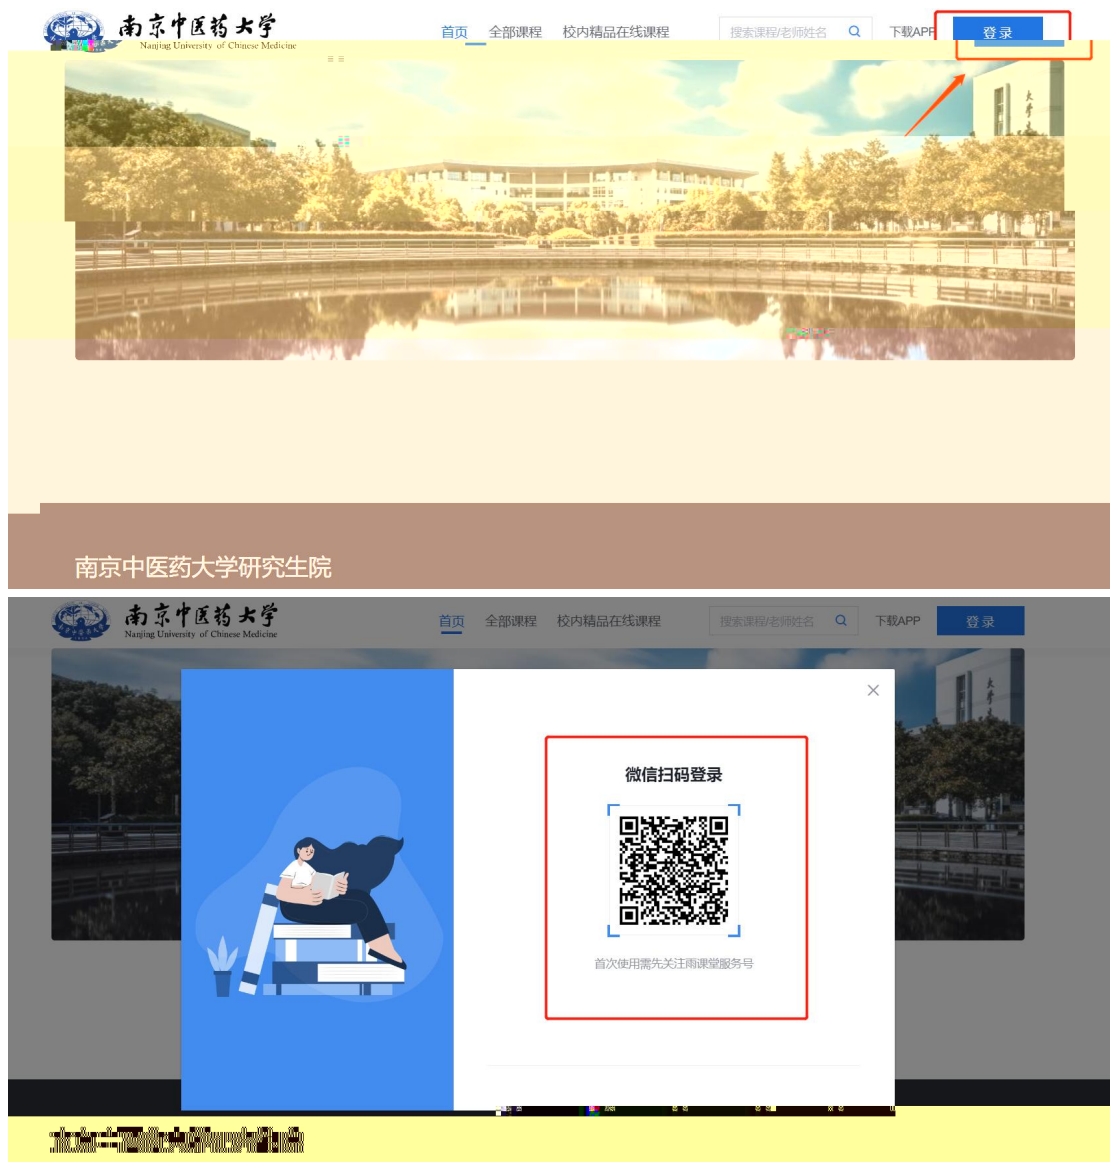 南京中医药大学
Nanjing University of Chinese Medicine
首页 全部课程 校内精品在线课程 搜索课程/老师姓名 下载APP 登录
大学生
南京中医药大学研究生院
南京中医药大学
Nanjing University of Chinese Medicine
首页 全部课程 校内精品在线课程 搜索课程/老师姓名 下载APP 登录
微信扫码登录
首次使用需先关注雨课堂服务号